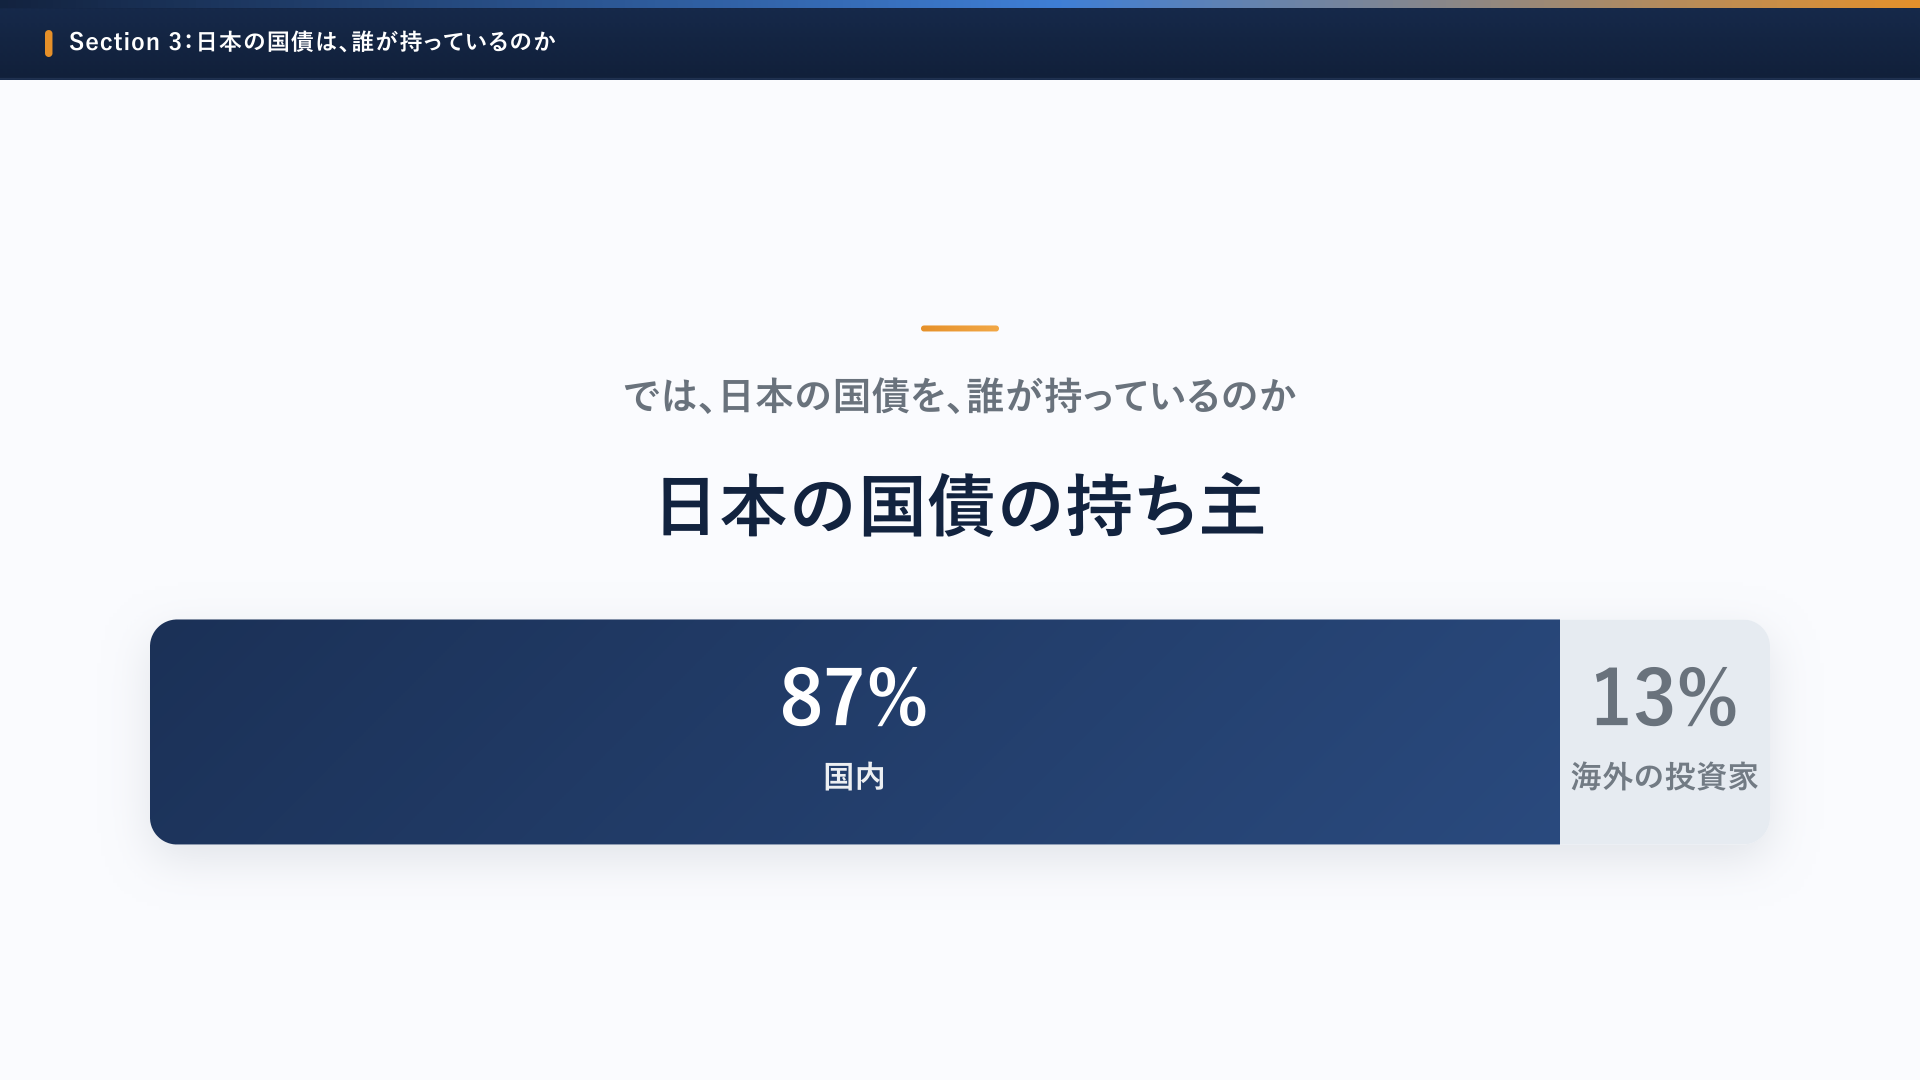 Section 3：日本の国債は、誰が持っているのか
では、日本の国債を、誰が持っているのか
日本の国債の持ち主
87%
国内
13%
海外の投資家